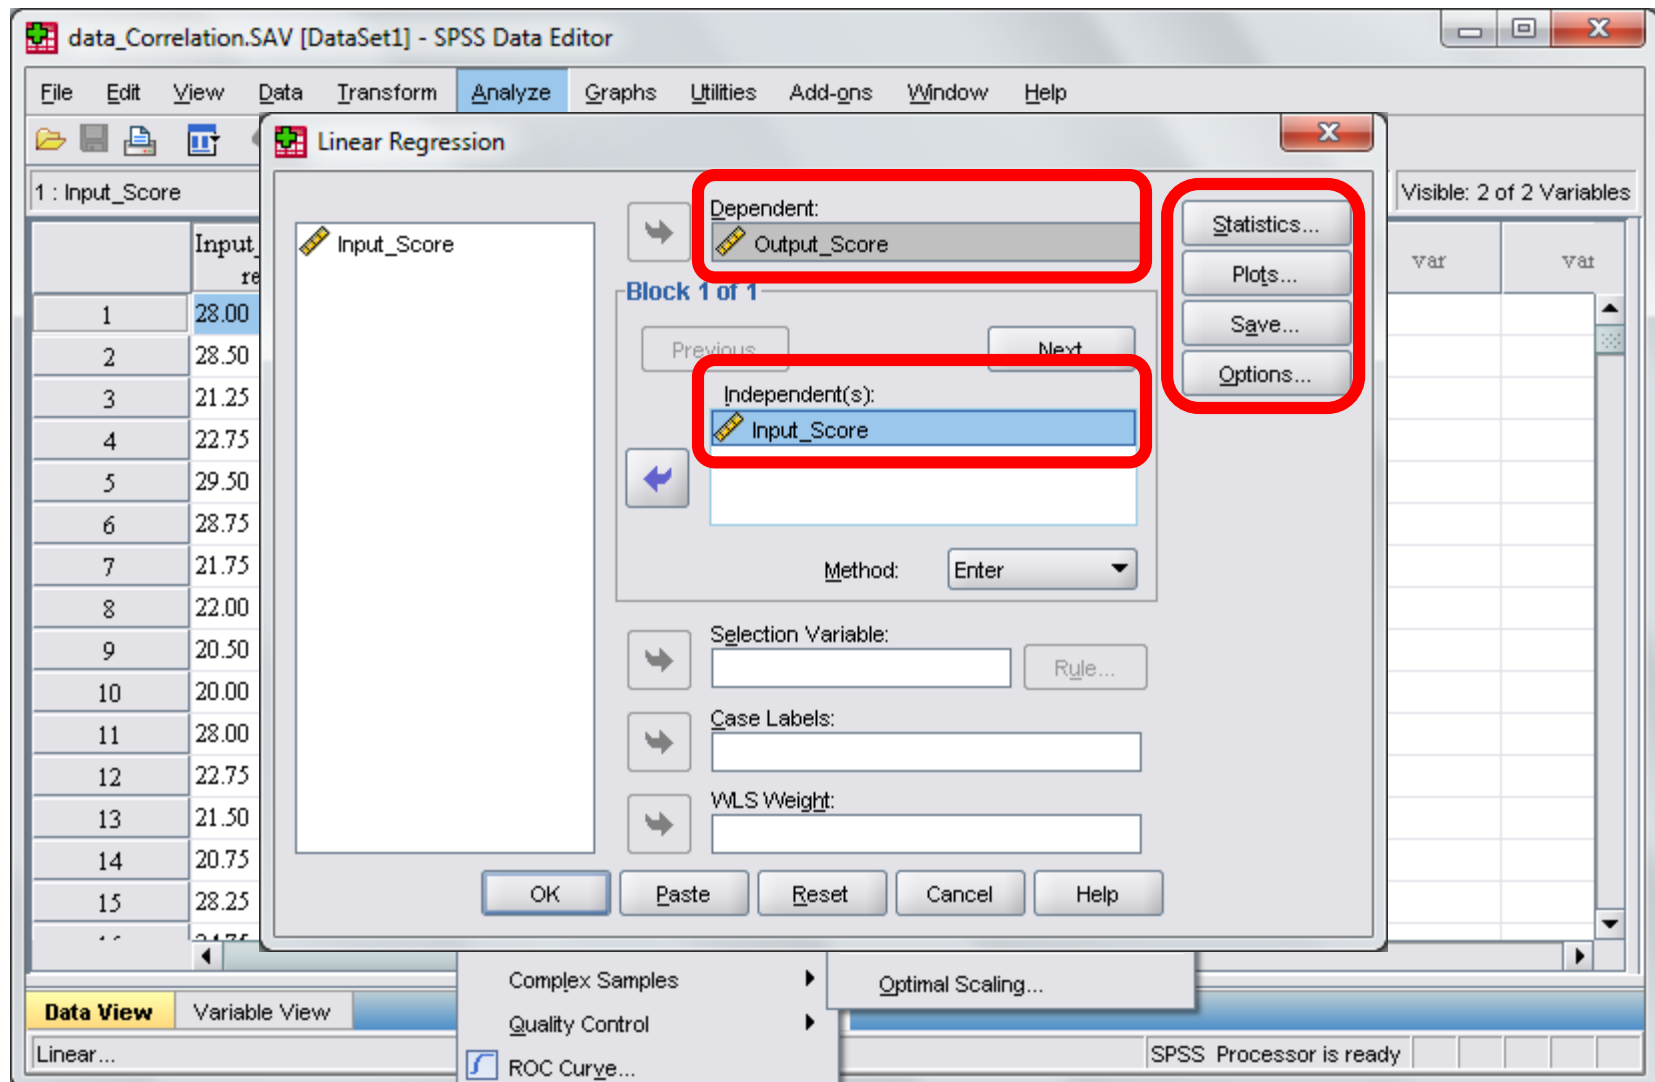 data_Correlation.SAV [DataSet1] - SPSS Data Editor
File Edit View Data Transform Analyze Graphs Utilities Add-ons Window Help
Linear Regression
1 : Input_Score
Visible: 2 of 2 Variables
Input_
re
var var
Input_Score
Dependent:
Output_Score
Block 1 of 1
Previous Next
Independent(s):
Input_Score
Method: Enter
Selection Variable:
Rule...
Case Labels:
WLS Weight:
Statistics...
Plots...
Save...
Options...
OK Paste Reset Cancel Help
1 28.00
2 28.50
3 21.25
4 22.75
5 29.50
6 28.75
7 21.75
8 22.00
9 20.50
10 20.00
11 28.00
12 22.75
13 21.50
14 20.75
15 28.25
Complex Samples
Optimal Scaling...
Quality Control
ROC Curve...
Data View Variable View
Linear...
SPSS Processor is ready